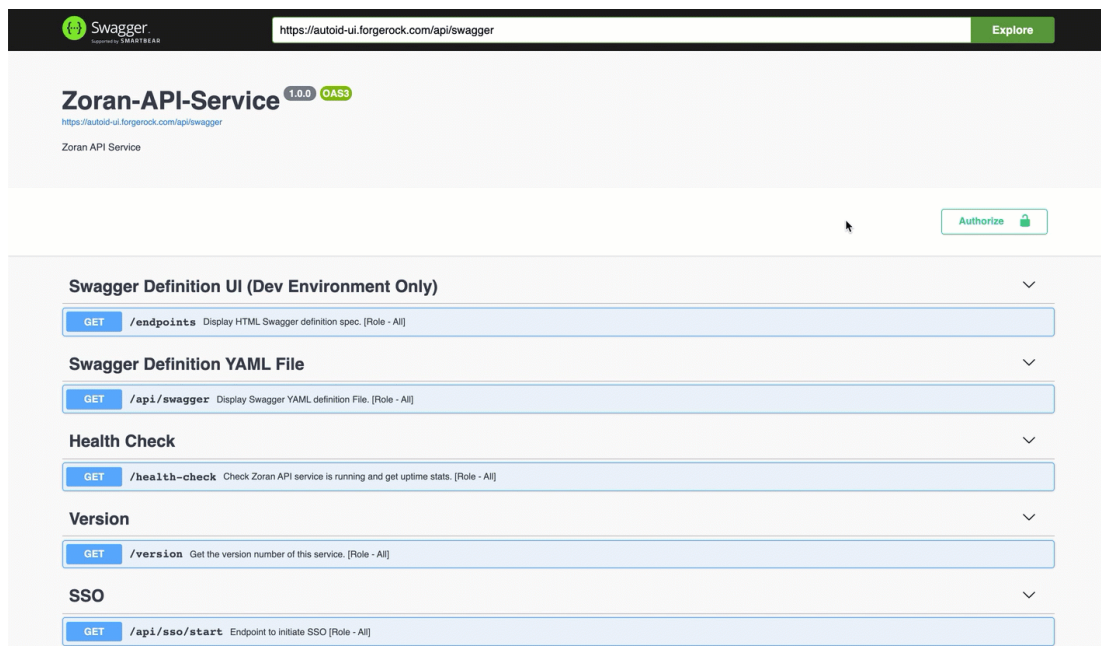 Swagger.
Supported by SMARTBEAR
https://autoid-ui.forgerock.com/api/swagger
Explore
Zoran-API-Service 1.0.0 OAS3
https://autoid-ui.forgerock.com/api/swagger
Zoran API Service
Authorize
Swagger Definition UI (Dev Environment Only)
GET /endpoints Display HTML Swagger definition spec. [Role - All]
Swagger Definition YAML File
GET /api/swagger Display Swagger YAML definition File. [Role - All]
Health Check
GET /health-check Check Zoran API service is running and get uptime stats. [Role - All]
Version
GET /version Get the version number of this service. [Role - All]
SSO
GET /api/sso/start Endpoint to initiate SSO [Role - All]